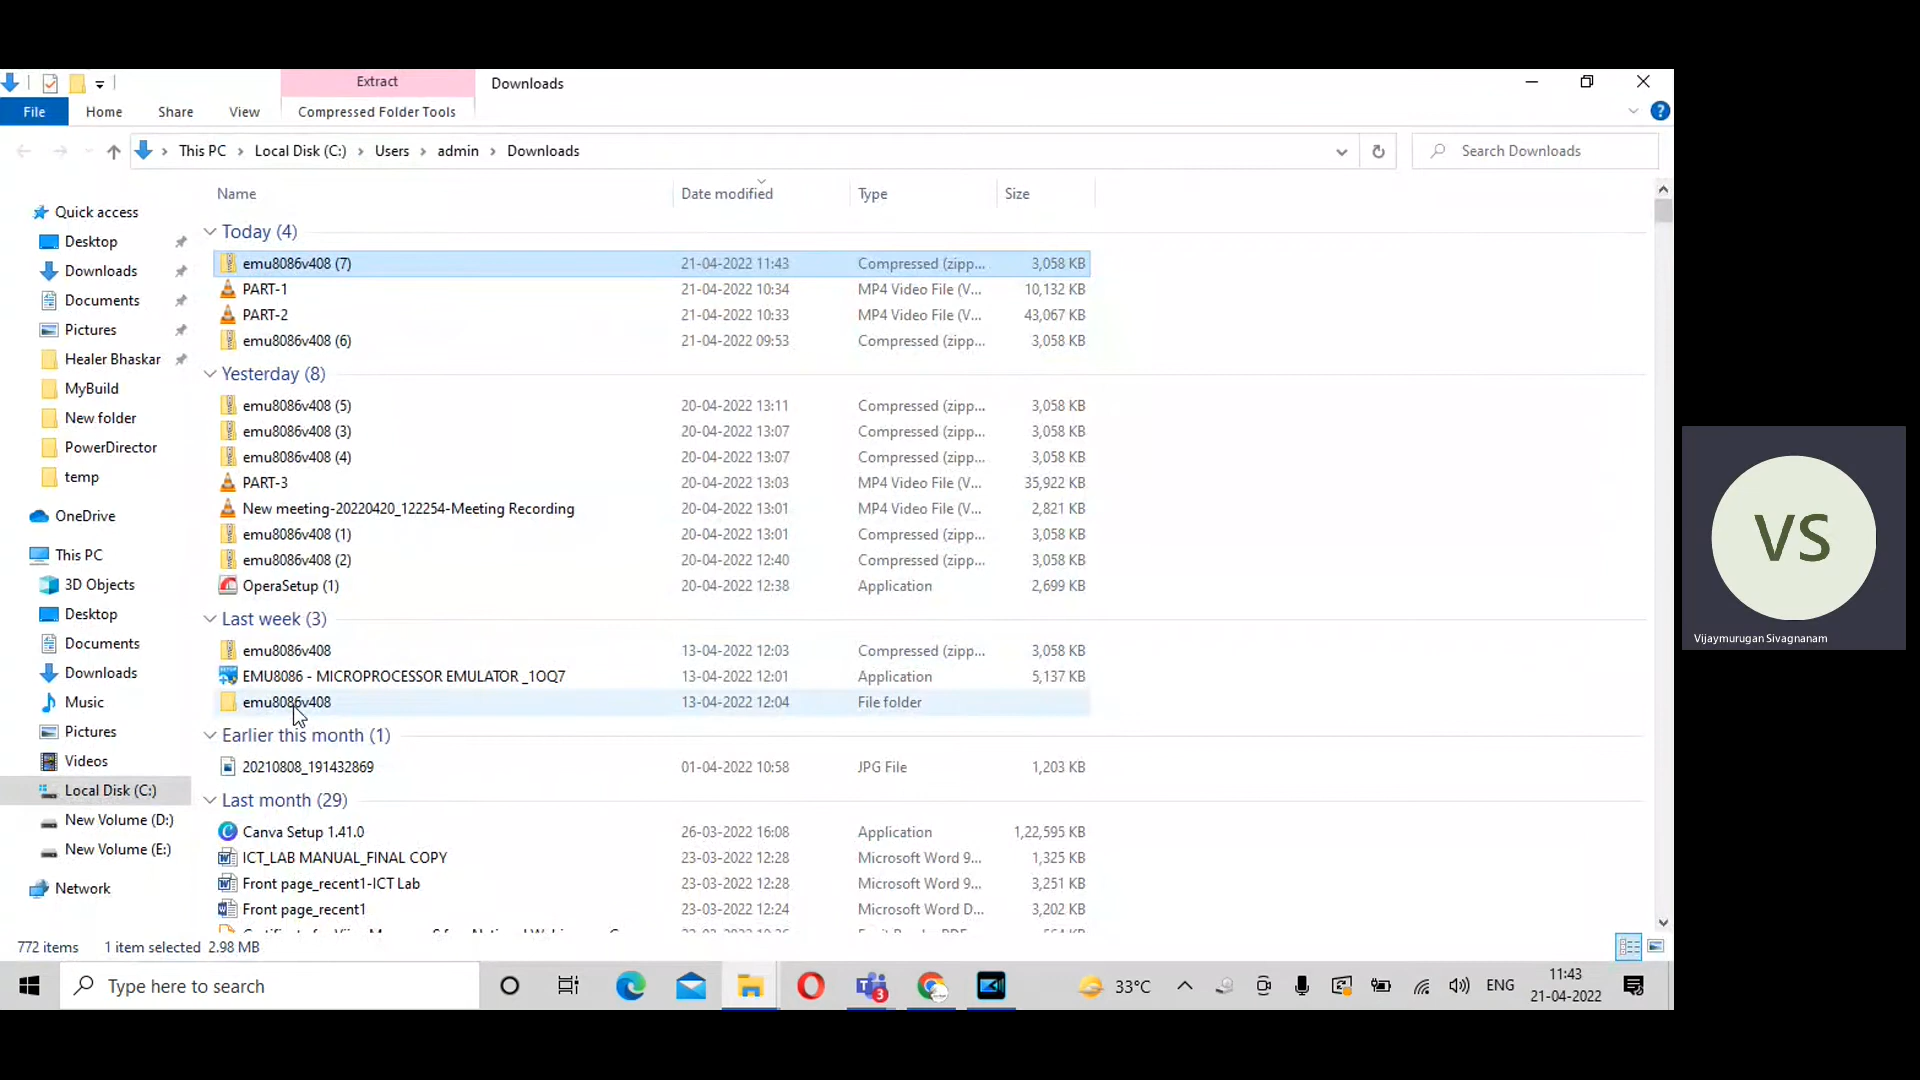 Extract
Downloads
File
Home
Share
View
Compressed Folder Tools
This PC
Local Disk (C:)
Users
admin
Downloads
Search Downloads
Name
Date modified
Type
Size
Quick access
Desktop
Downloads
Documents
Pictures
Healer Bhaskar
MyBuild
New folder
PowerDirector
temp
OneDrive
This PC
3D Objects
Desktop
Documents
Downloads
Music
Pictures
Videos
Local Disk (C:)
New Volume (D:)
New Volume (E:)
Network
Today (4)
emu8086v408 (7) 21-04-2022 11:43 Compressed (zipp... 3,058 KB
PART-1 21-04-2022 10:34 MP4 Video File (V... 10,132 KB
PART-2 21-04-2022 10:33 MP4 Video File (V... 43,067 KB
emu8086v408 (6) 21-04-2022 09:53 Compressed (zipp... 3,058 KB
Yesterday (8)
emu8086v408 (5) 20-04-2022 13:11 Compressed (zipp... 3,058 KB
emu8086v408 (3) 20-04-2022 13:07 Compressed (zipp... 3,058 KB
emu8086v408 (4) 20-04-2022 13:07 Compressed (zipp... 3,058 KB
PART-3 20-04-2022 13:03 MP4 Video File (V... 35,922 KB
New meeting-20220420_122254-Meeting Recording 20-04-2022 13:01 MP4 Video File (V... 2,821 KB
emu8086v408 (1) 20-04-2022 13:01 Compressed (zipp... 3,058 KB
emu8086v408 (2) 20-04-2022 12:40 Compressed (zipp... 3,058 KB
OperaSetup (1) 20-04-2022 12:38 Application 2,699 KB
Last week (3)
emu8086v408 13-04-2022 12:03 Compressed (zipp... 3,058 KB
EMU8086 - MICROPROCESSOR EMULATOR _1OQ7 13-04-2022 12:01 Application 5,137 KB
emu8086v408 13-04-2022 12:04 File folder
Earlier this month (1)
20210808_191432869 01-04-2022 10:58 JPG File 1,203 KB
Last month (29)
Canva Setup 1.41.0 26-03-2022 16:08 Application 1,22,595 KB
ICT_LAB MANUAL_FINAL COPY 23-03-2022 12:28 Microsoft Word 9... 1,325 KB
Front page_recent1-ICT Lab 23-03-2022 12:28 Microsoft Word 9... 3,251 KB
Front page_recent1 23-03-2022 12:24 Microsoft Word D... 3,202 KB
772 items 1 item selected 2.98 MB
Type here to search
3
33°C
ENG
11:43
21-04-2022
VS
Vijaymurugan Sivagnanam